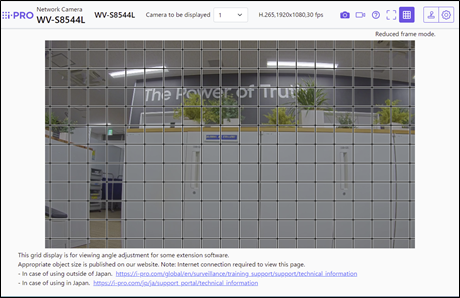 i-PRO
Network Camera
WV-S8544L
WV-S8544L
Camera to be displayed
1
H.265,1920x1080,30 fps
Reduced frame mode.
The Power of Truth
This grid display is for viewing angle adjustment for some extension software.
Appropriate object size is published on our website. Note: Internet connection required to view this page.
- In case of using outside of Japan. https://i-pro.com/global/en/surveillance/training_support/support/technical_information
- In case of using in Japan. https://i-pro.com/jp/ja/support_portal/technical_information